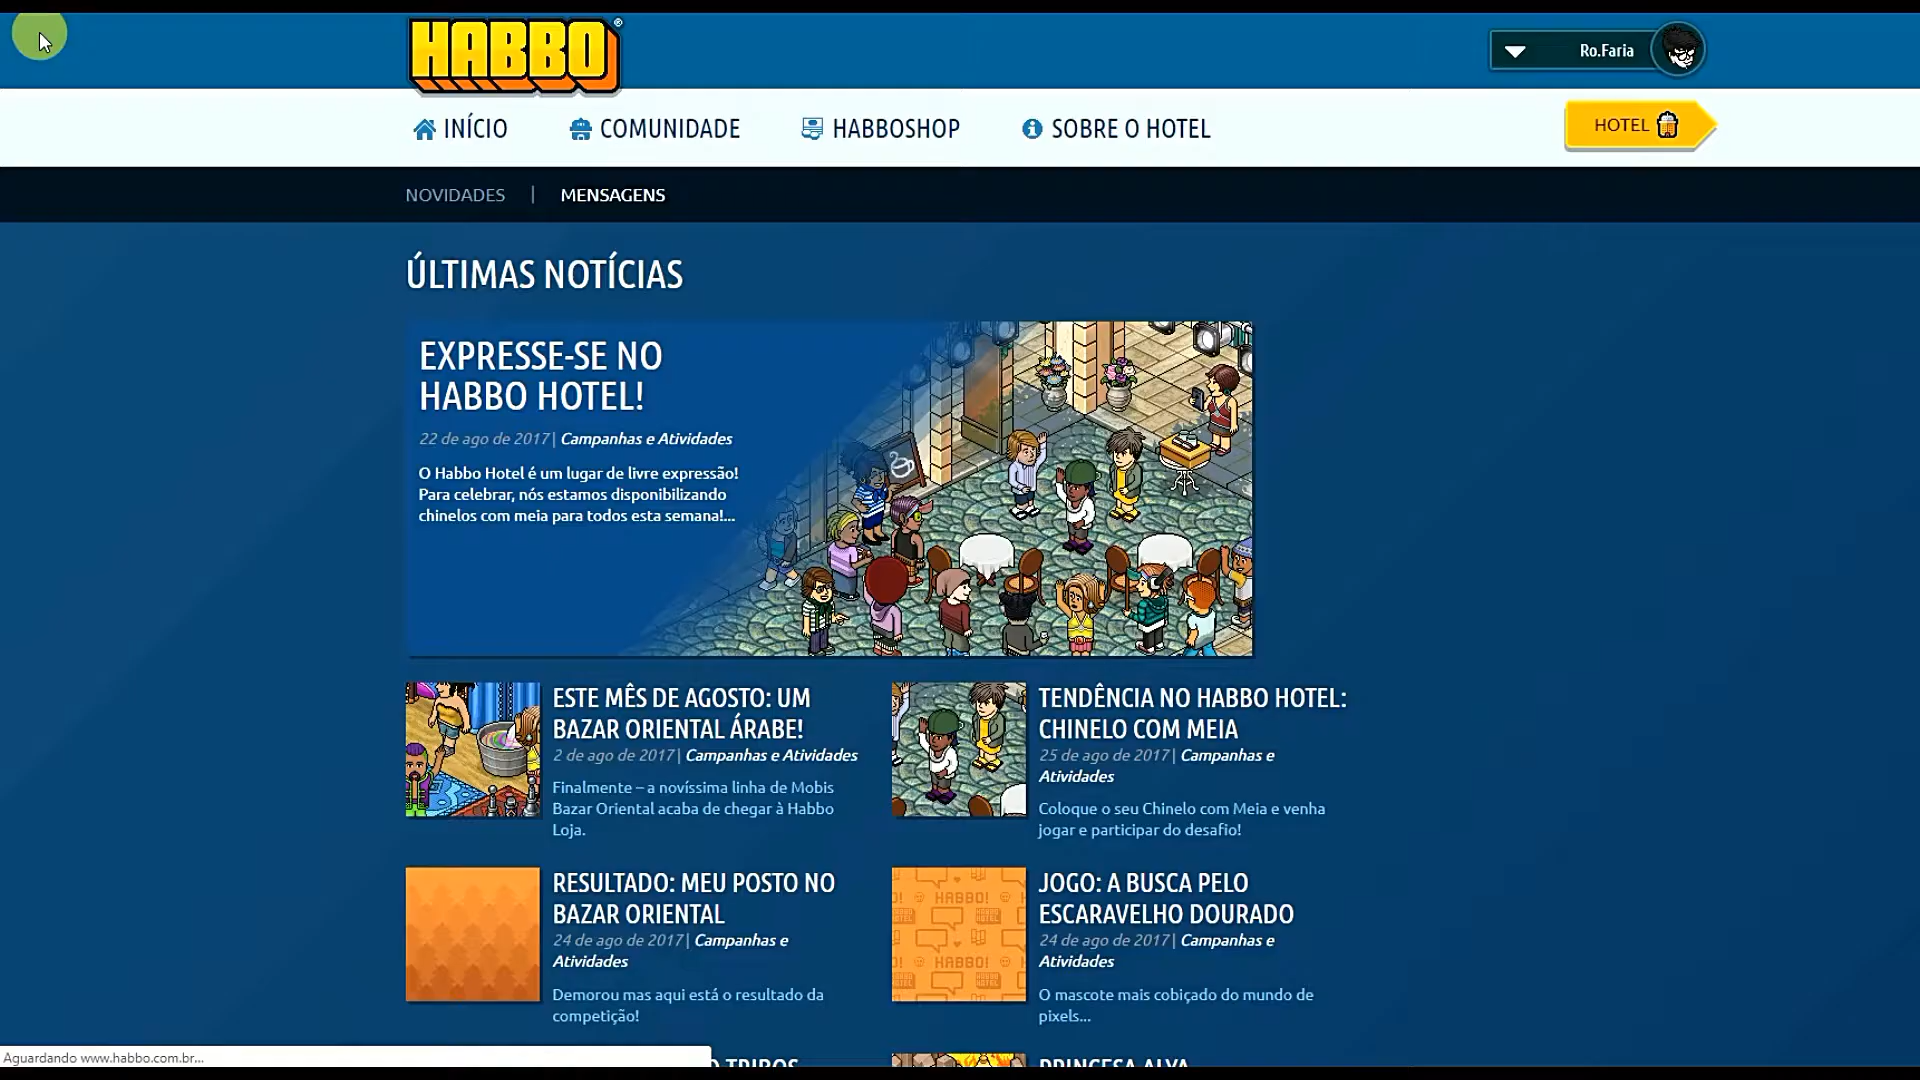 HABBO
Ro.Faria
INÍCIO
COMUNIDADE
HABBOSHOP
SOBRE O HOTEL
HOTEL
NOVIDADES | MENSAGENS
ÚLTIMAS NOTÍCIAS
EXPRESSE-SE NO
HABBO HOTEL!
22 de ago de 2017 | Campanhas e Atividades
O Habbo Hotel é um lugar de livre expressão!
Para celebrar, nós estamos disponibilizando
chinelos com meia para todos esta semana!...
ESTE MÊS DE AGOSTO: UM
BAZAR ORIENTAL ÁRABE!
2 de ago de 2017 | Campanhas e Atividades
Finalmente – a novíssima linha de Mobis
Bazar Oriental acaba de chegar à Habbo
Loja.
TENDÊNCIA NO HABBO HOTEL:
CHINELO COM MEIA
25 de ago de 2017 | Campanhas e
Atividades
Coloque o seu Chinelo com Meia e venha
jogar e participar do desafio!
RESULTADO: MEU POSTO NO
BAZAR ORIENTAL
24 de ago de 2017 | Campanhas e
Atividades
Demorou mas aqui está o resultado da
competição!
HABBO!
HABBO!
JOGO: A BUSCA PELO
ESCARAVELHO DOURADO
24 de ago de 2017 | Campanhas e
Atividades
O mascote mais cobiçado do mundo de
pixels...
TRIBOS
PRINCESA ALYA
Aguardando www.habbo.com.br...